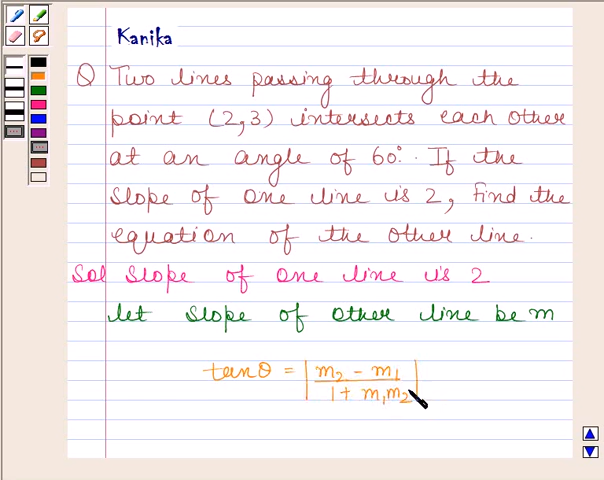 Kanika
Q Two lines passing through the
point (2,3) intersects each other
at an angle of 60°. If the
slope of one line is 2, find the
equation of the other line.
Sol Slope of one line is 2
let slope of other line be m
tanθ = | m₂ - m₁ / 1 + m₁m₂ |